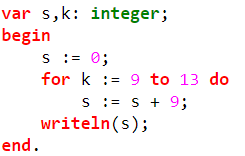 var s,k: integer;
begin
    s := 0;
    for k := 9 to 13 do
        s := s + 9;
    writeln(s);
end.